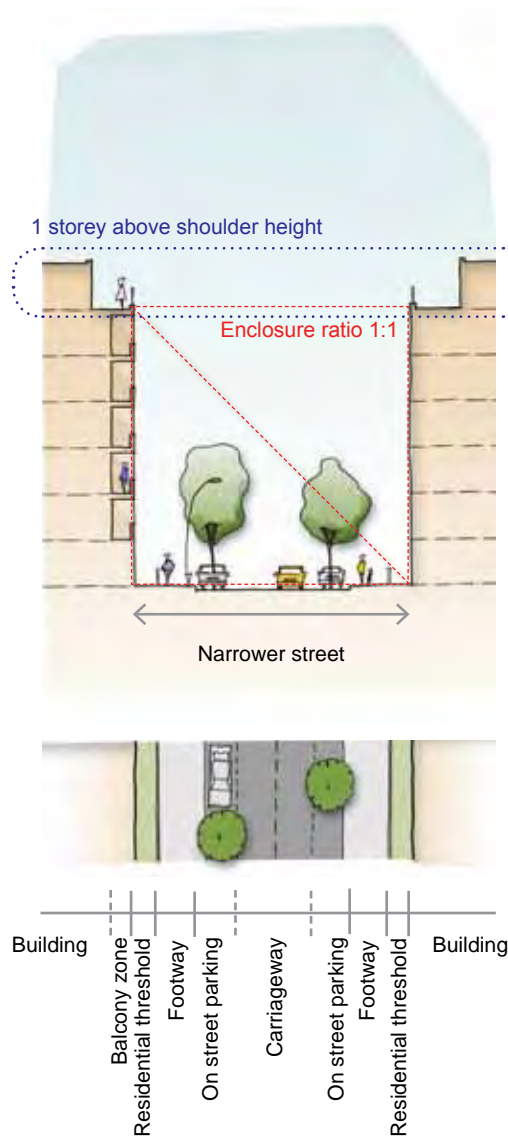 1 storey above shoulder height
Enclosure ratio 1:1
Narrower street
Building
Balcony zone
Residential threshold
Footway
On street parking
Carriageway
On street parking
Footway
Residential threshold
Building